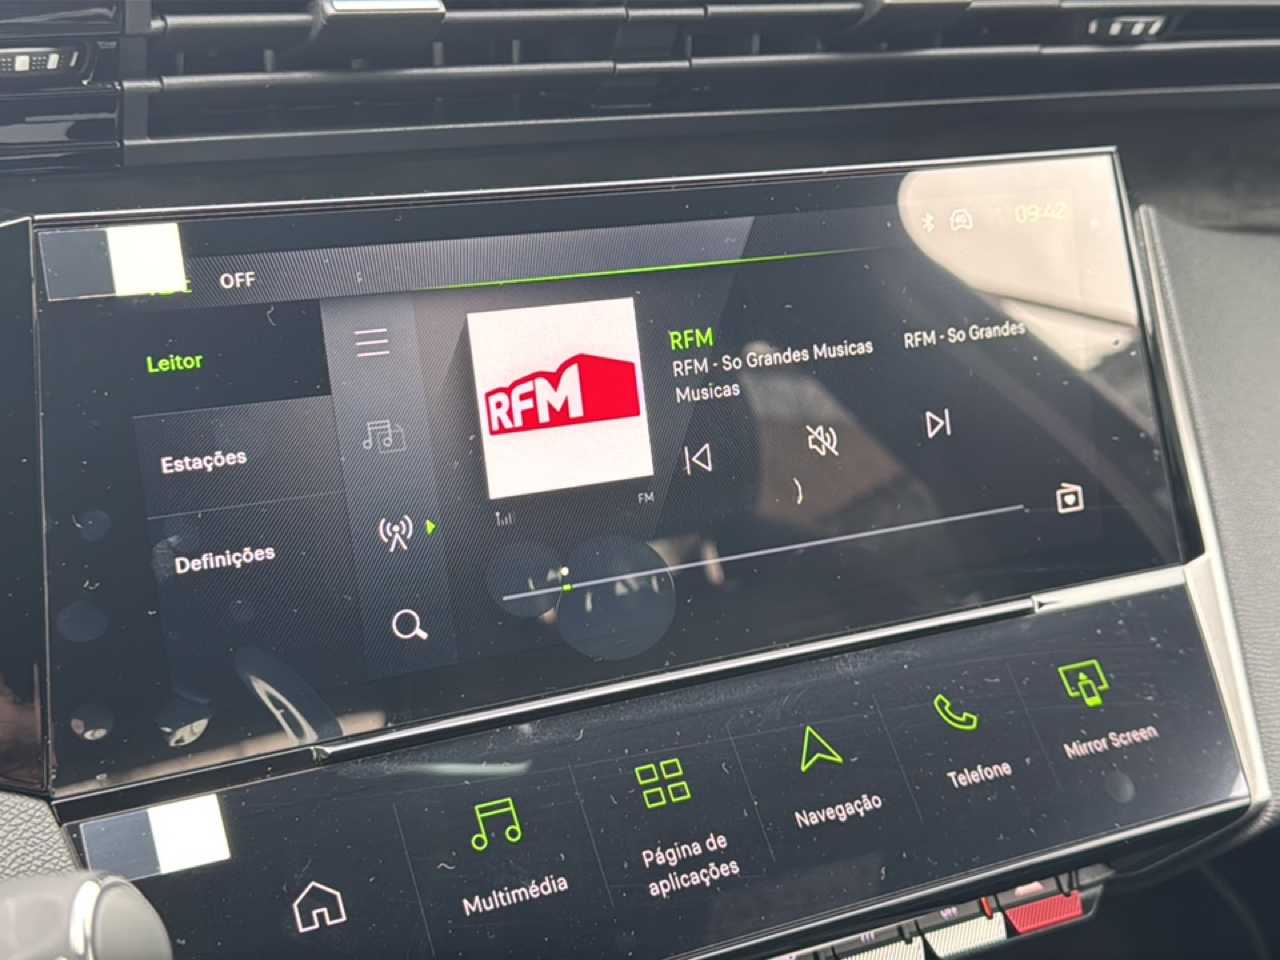 OFF
09:42
Leitor
Estações
Definições
RFM
RFM
RFM - So Grandes Musicas
RFM - So Grandes
Musicas
FM
Multimédia
Página de
aplicações
Navegação
Telefone
Mirror Screen